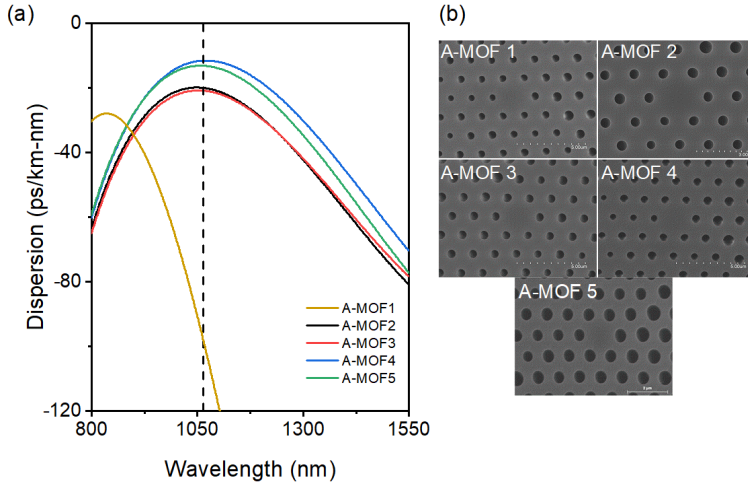 (a)
0
-40
-80
-120
Dispersion (ps/km-nm)
800
1050
1300
1550
Wavelength (nm)
A-MOF1
A-MOF2
A-MOF3
A-MOF4
A-MOF5
(b)
A-MOF 1
A-MOF 2
A-MOF 3
A-MOF 4
A-MOF 5